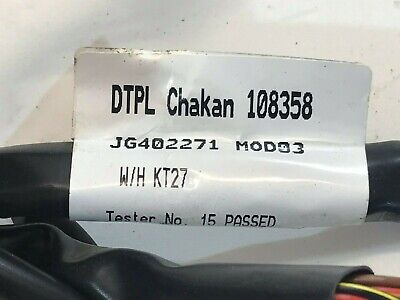 DTPL Chakan 108358
JG402271 MOD03
W/H KT27
Tester No. 15 PASSED